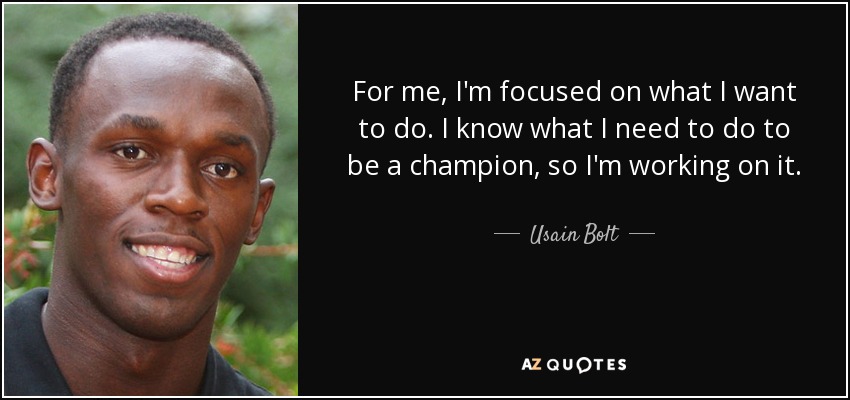 For me, I'm focused on what I want
to do. I know what I need to do to
be a champion, so I'm working on it.
Usain Bolt
AZ QUOTES